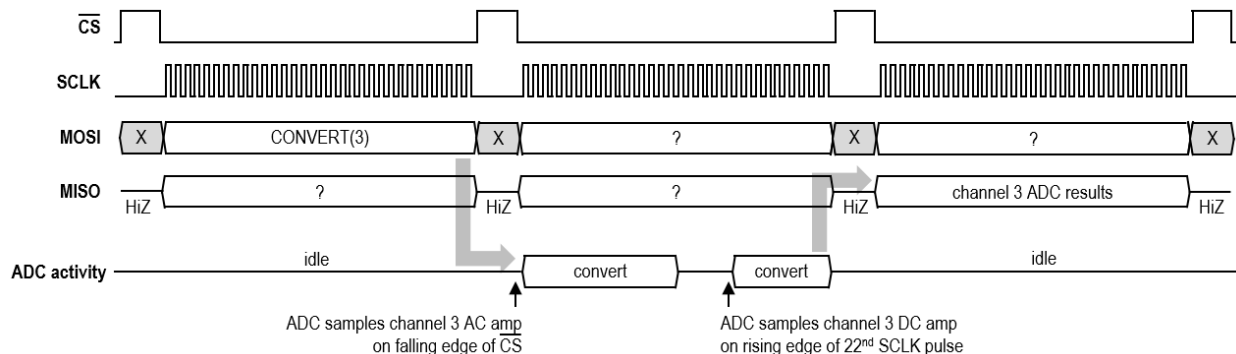 CS
SCLK
MOSI X CONVERT(3) X ? X ? X
MISO ? ? channel 3 ADC results
HiZ HiZ HiZ HiZ
ADC activity idle convert convert idle
ADC samples channel 3 AC amp
on falling edge of CS
ADC samples channel 3 DC amp
on rising edge of 22nd SCLK pulse